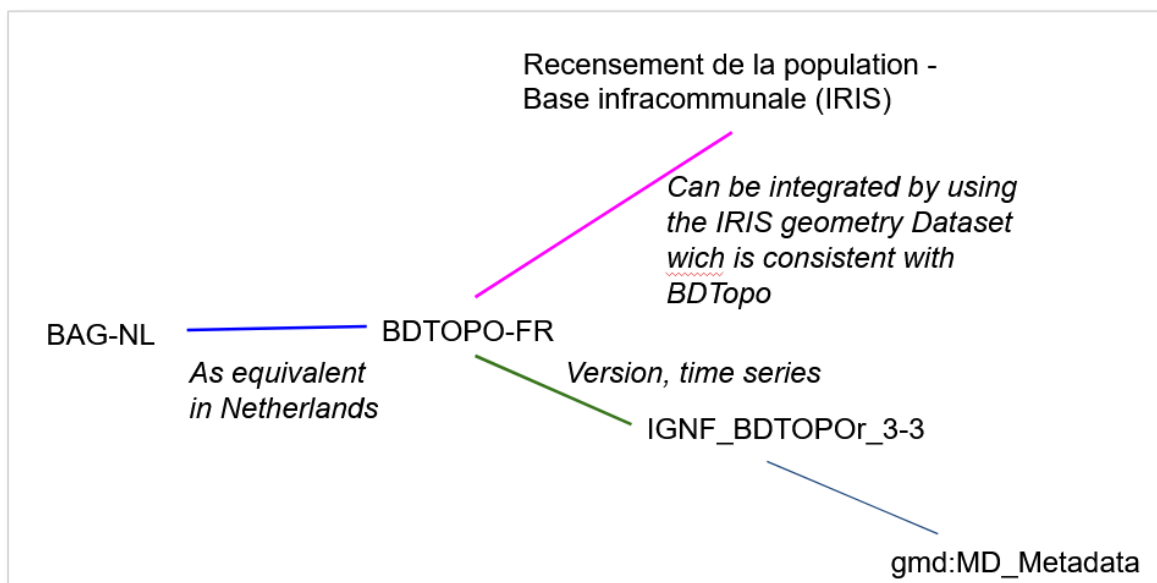 Recensement de la population -
Base infracommunale (IRIS)
Can be integrated by using
the IRIS geometry Dataset
wich is consistent with
BDTopo
BAG-NL
BDTOPO-FR
As equivalent
in Netherlands
Version, time series
IGNF_BDTOPOr_3-3
gmd:MD_Metadata